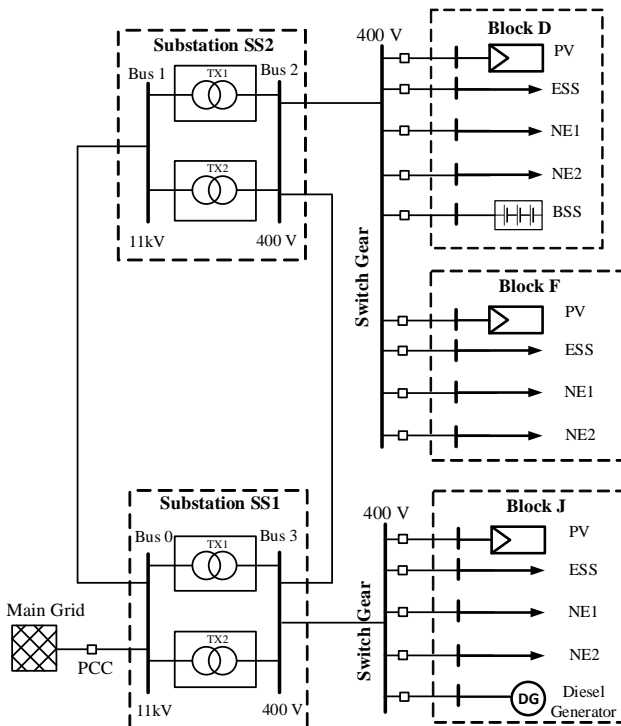 Substation SS2
Bus 1
TX1
Bus 2
TX2
11kV
400 V
400 V
Switch Gear
Block D
PV
ESS
NE1
NE2
BSS
Block F
PV
ESS
NE1
NE2
Substation SS1
Bus 0
TX1
Bus 3
TX2
11kV
400 V
Main Grid
PCC
400 V
Switch Gear
Block J
PV
ESS
NE1
NE2
DG
Diesel
Generator